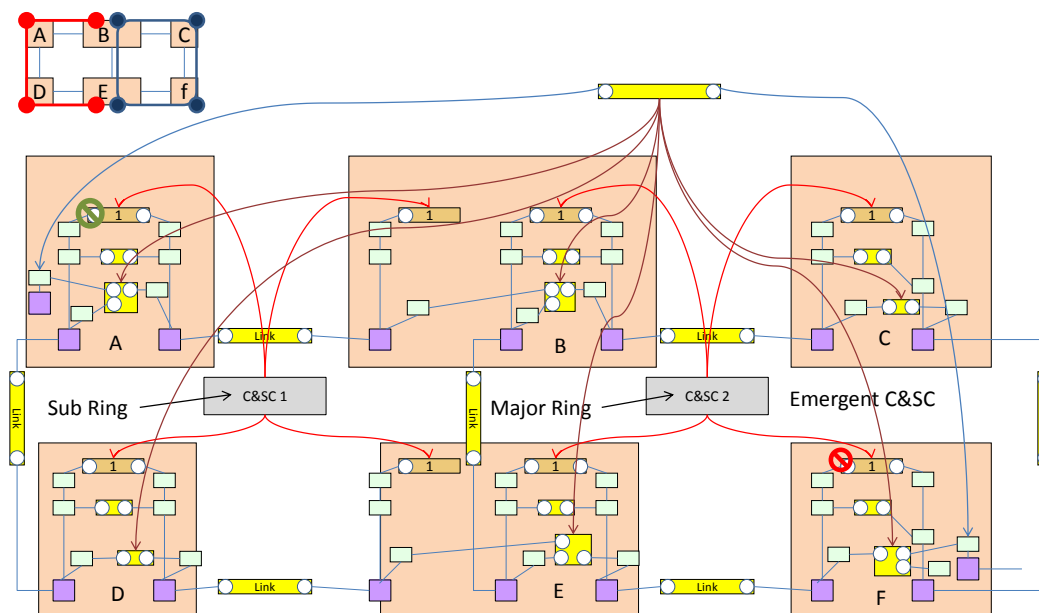 A B C
D E f
1 1 1 1
A Link B Link C
Link Sub Ring C&SC 1 Major Ring Link C&SC 2 Emergent C&SC
1 1 1 1
D Link E Link F